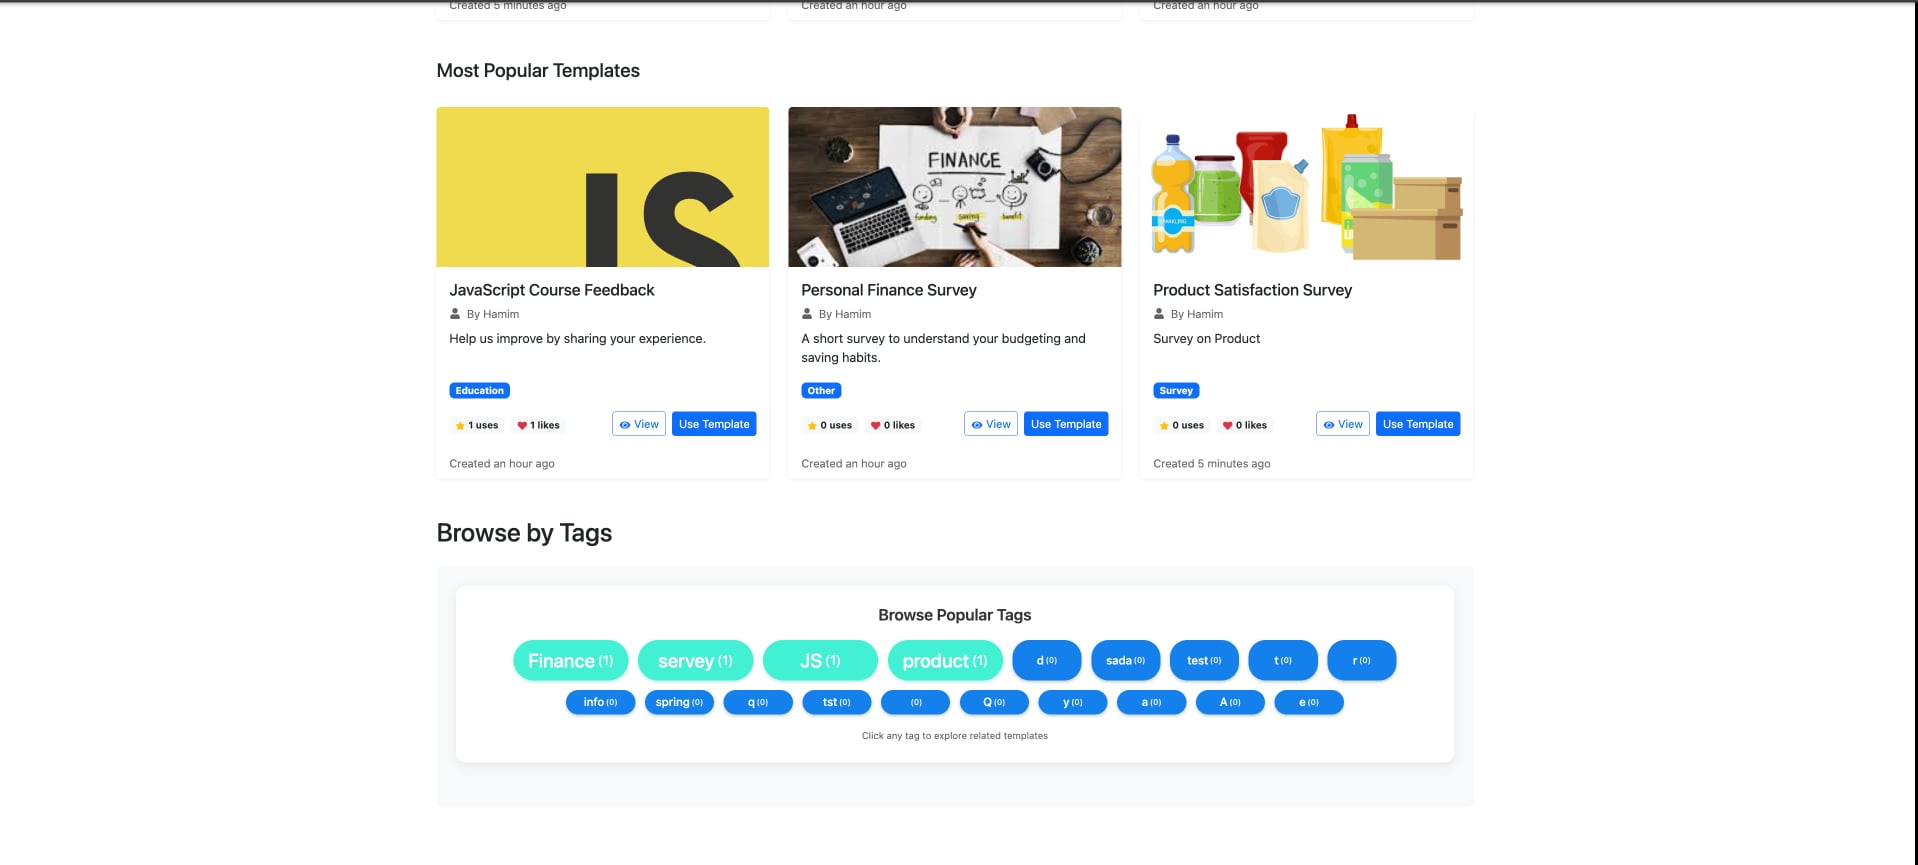 Created 5 minutes ago
Created an hour ago
Created an hour ago
Most Popular Templates
JS
JavaScript Course Feedback
By Hamim
Help us improve by sharing your experience.
Education
1 uses
1 likes
View
Use Template
Created an hour ago
FINANCE
funding
saving
benefit
Personal Finance Survey
By Hamim
A short survey to understand your budgeting and
saving habits.
Other
0 uses
0 likes
View
Use Template
Created an hour ago
SPARKLING
Product Satisfaction Survey
By Hamim
Survey on Product
Survey
0 uses
0 likes
View
Use Template
Created 5 minutes ago
Browse by Tags
Browse Popular Tags
Finance (1) servey (1) JS (1) product (1) d (0) sada (0) test (0) t (0) r (0)
info (0) spring (0) q (0) tst (0) (0) Q (0) y (0) a (0) A (0) e (0)
Click any tag to explore related templates